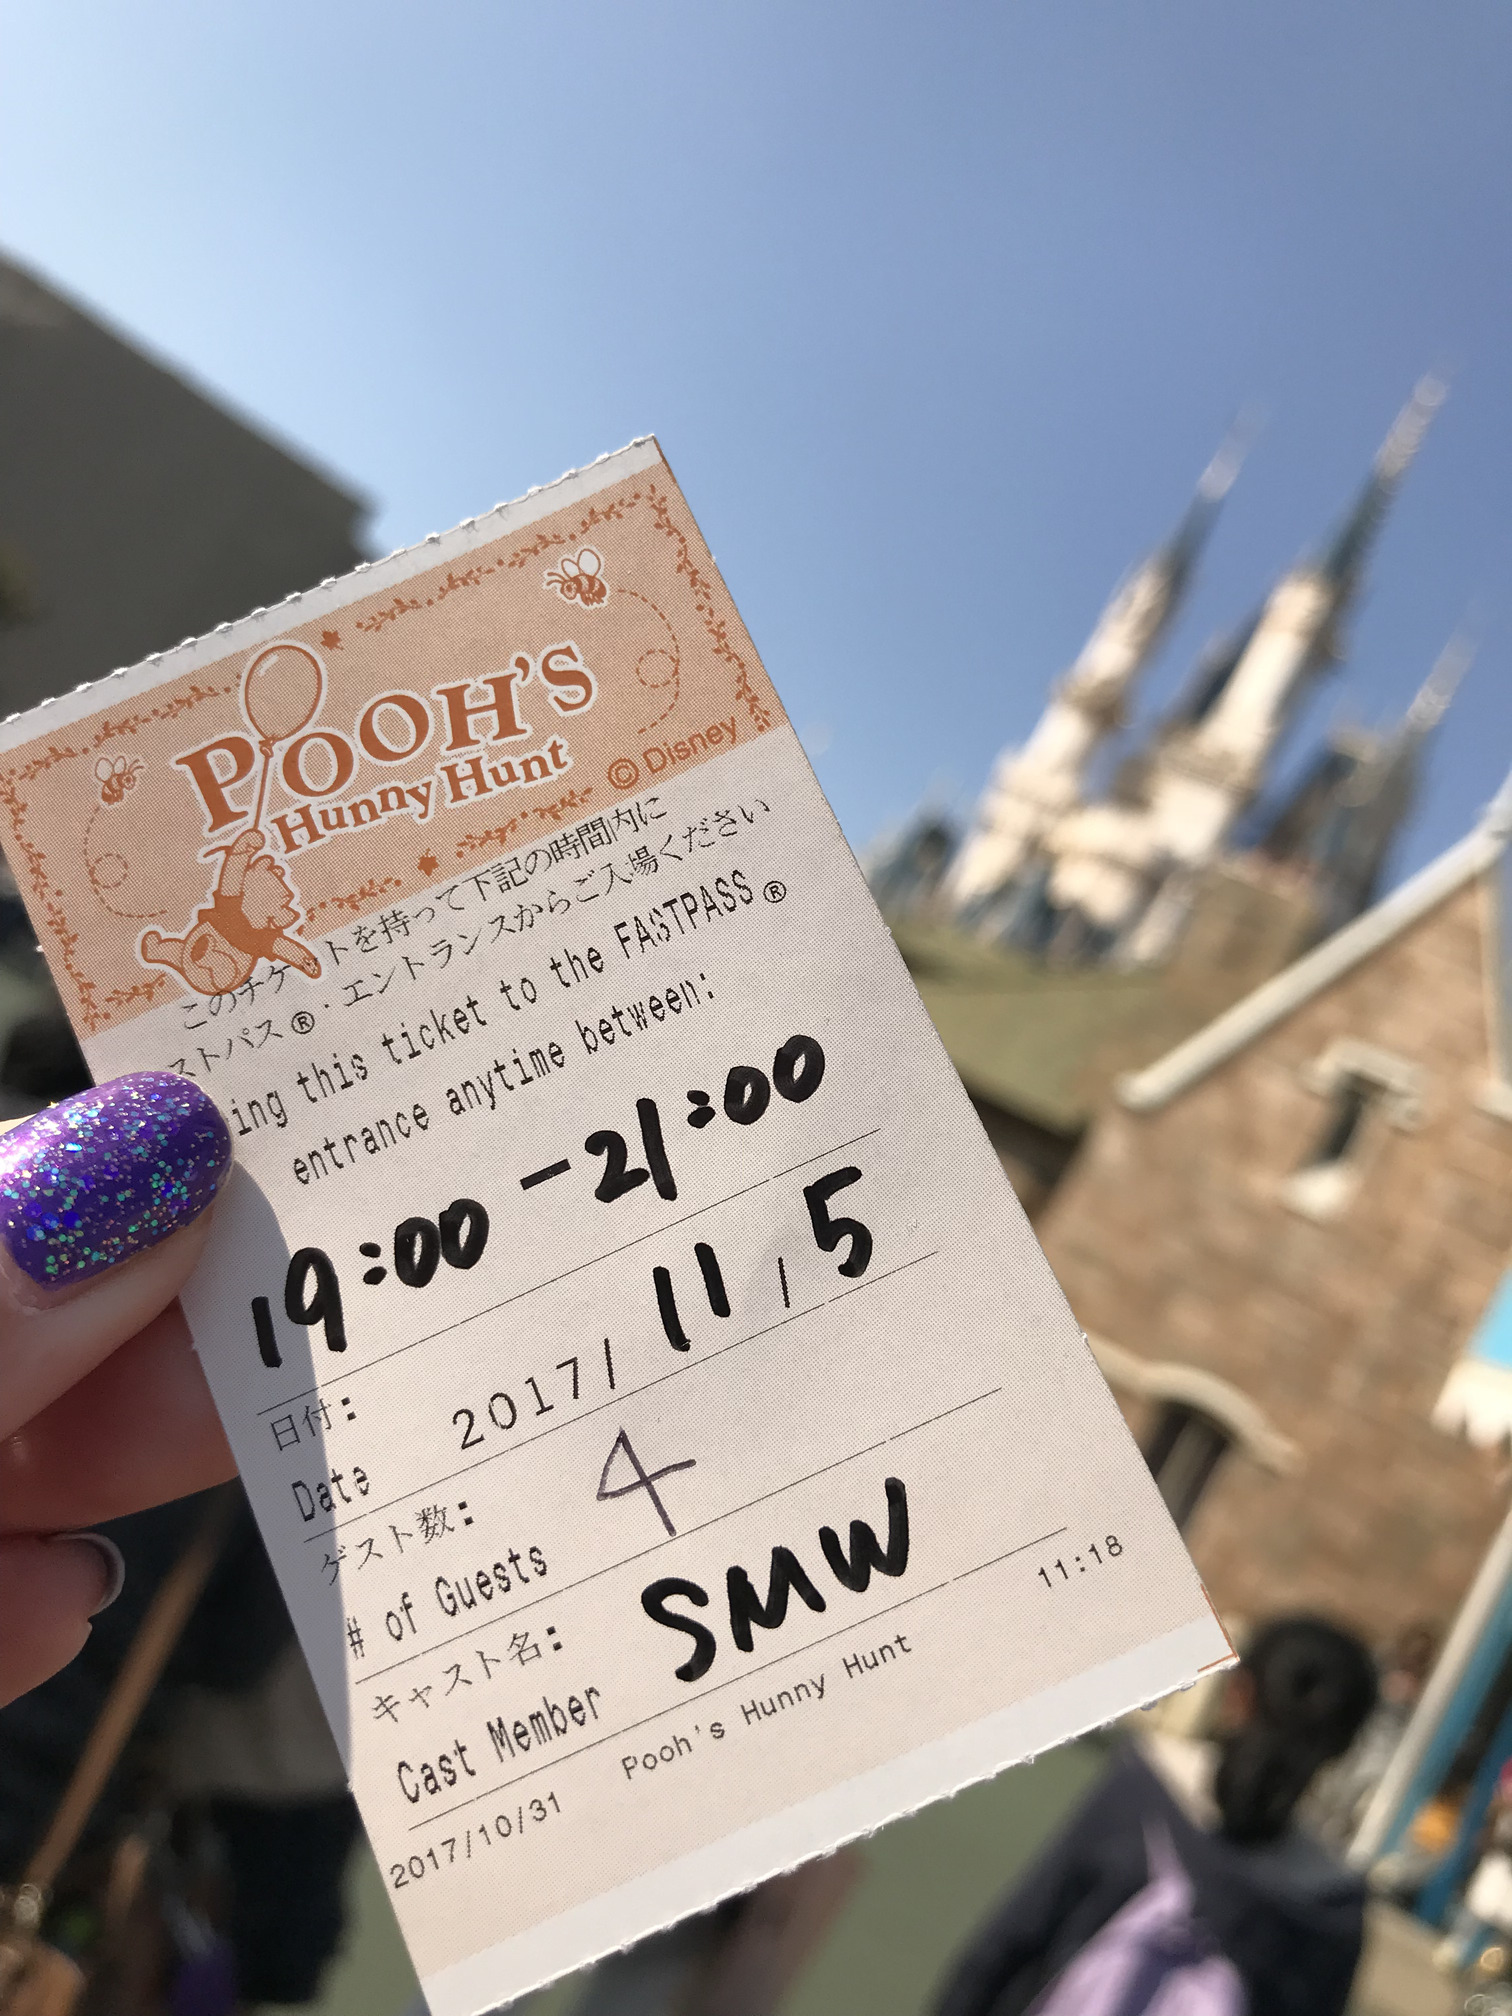 POOH'S
Hunny Hunt
© Disney
このチケットを持って下記の時間内に
ストパス®・エントランスからご入場ください
ing this ticket to the FASTPASS®
entrance anytime between:
19:00-21:00
日付:
Date 2017/11/5
ゲスト数:
# of Guests 4
キャスト名:
Cast Member SMW
2017/10/31 Pooh's Hunny Hunt 11:18